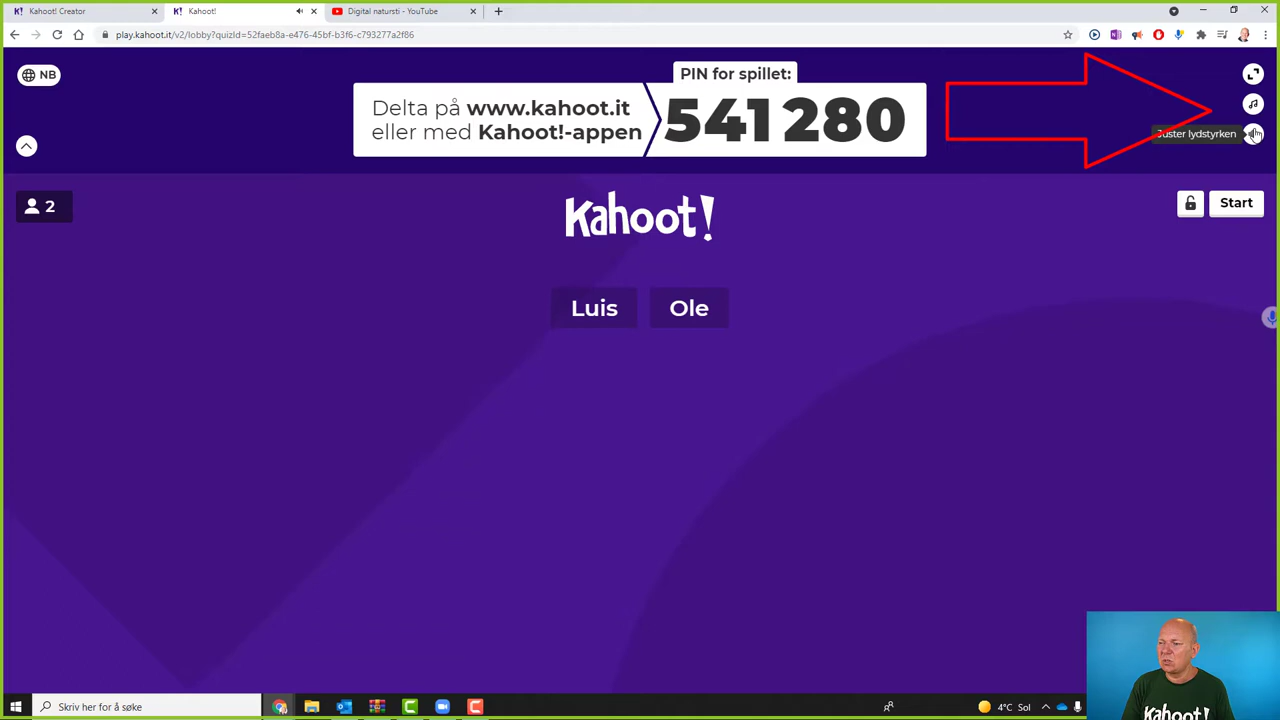 Kahoot! Creator
Kahoot!
Digital natursti - YouTube
play.kahoot.it/v2/lobby?quizId=52faeb8a-e476-45bf-b3f6-c793277a2f86
NB
PIN for spillet:
Delta på www.kahoot.it
eller med Kahoot!-appen
541 280
Juster lydstyrken
2
Kahoot!
Start
Luis
Ole
Kahoot!
Skriv her for å søke
4°C Sol